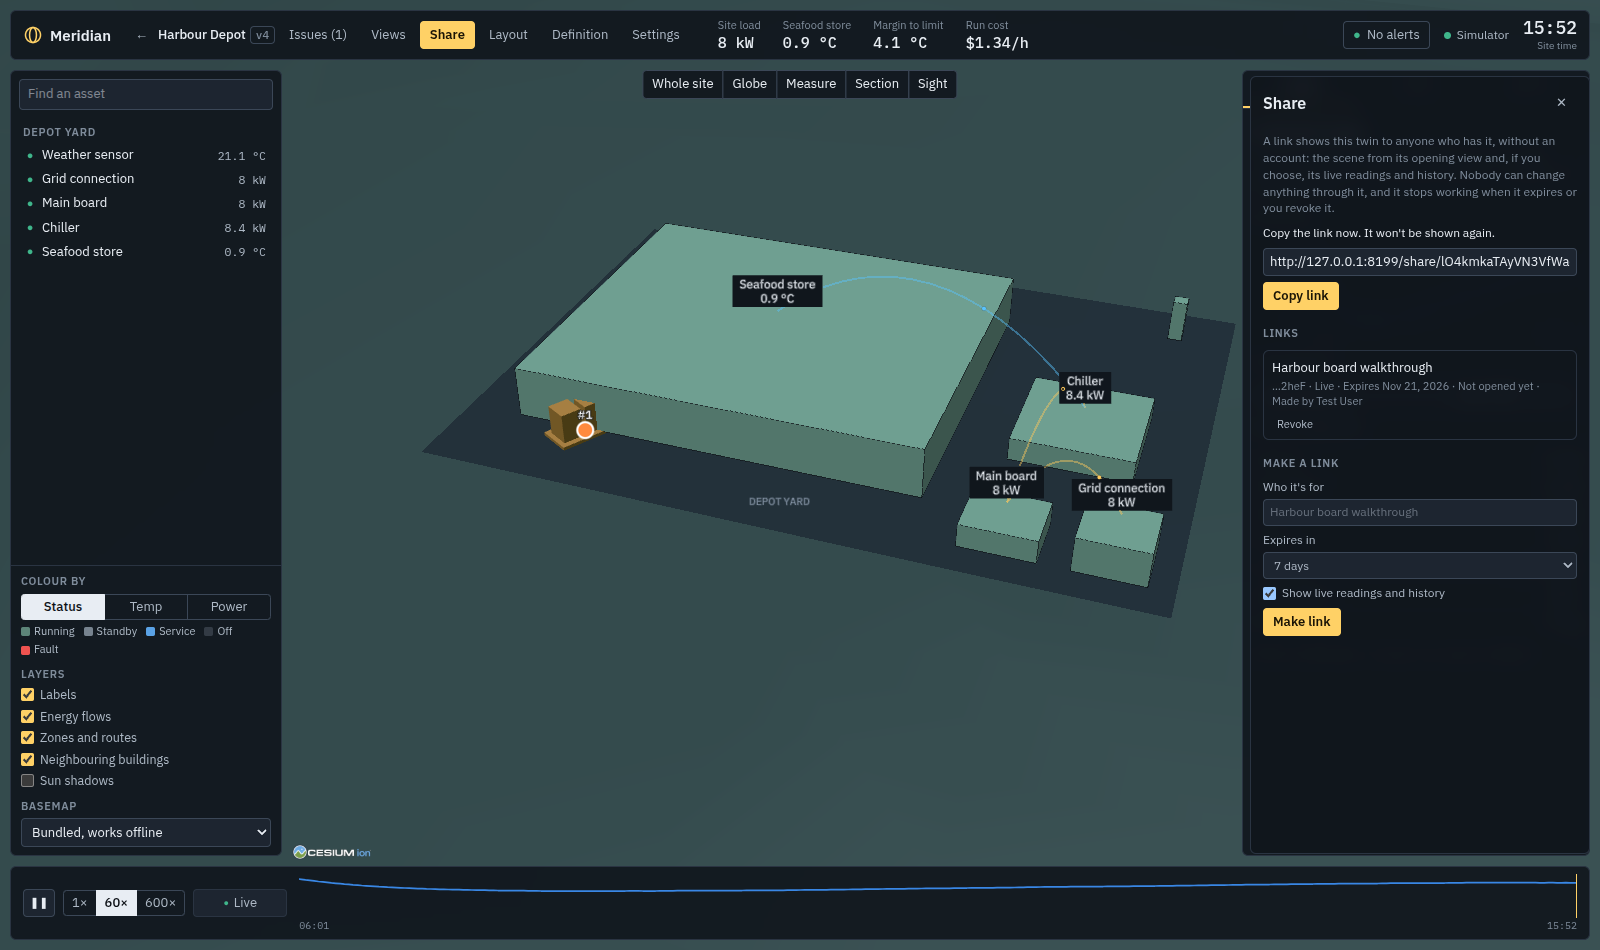 Meridian
← Harbour Depot v4
Issues (1)
Views
Share
Layout
Definition
Settings
Site load
8 kW
Seafood store
0.9 °C
Margin to limit
4.1 °C
Run cost
$1.34/h
No alerts
Simulator
15:52
Site time
Find an asset
DEPOT YARD
Weather sensor 21.1 °C
Grid connection 8 kW
Main board 8 kW
Chiller 8.4 kW
Seafood store 0.9 °C
COLOUR BY
Status Temp Power
Running Standby Service Off
Fault
LAYERS
Labels
Energy flows
Zones and routes
Neighbouring buildings
Sun shadows
BASEMAP
Bundled, works offline
Whole site Globe Measure Section Sight
Seafood store
0.9 °C
Chiller
8.4 kW
#1
Main board
8 kW
Grid connection
8 kW
DEPOT YARD
CESIUM ion
Share ×
A link shows this twin to anyone who has it, without an
account: the scene from its opening view and, if you
choose, its live readings and history. Nobody can change
anything through it, and it stops working when it expires or
you revoke it.
Copy the link now. It won't be shown again.
http://127.0.0.1:8199/share/lO4kmkaTAyVN3VfWa
Copy link
LINKS
Harbour board walkthrough
…2heF · Live · Expires Nov 21, 2026 · Not opened yet ·
Made by Test User
Revoke
MAKE A LINK
Who it's for
Harbour board walkthrough
Expires in
7 days
Show live readings and history
Make link
1× 60× 600×
Live
06:01
15:52